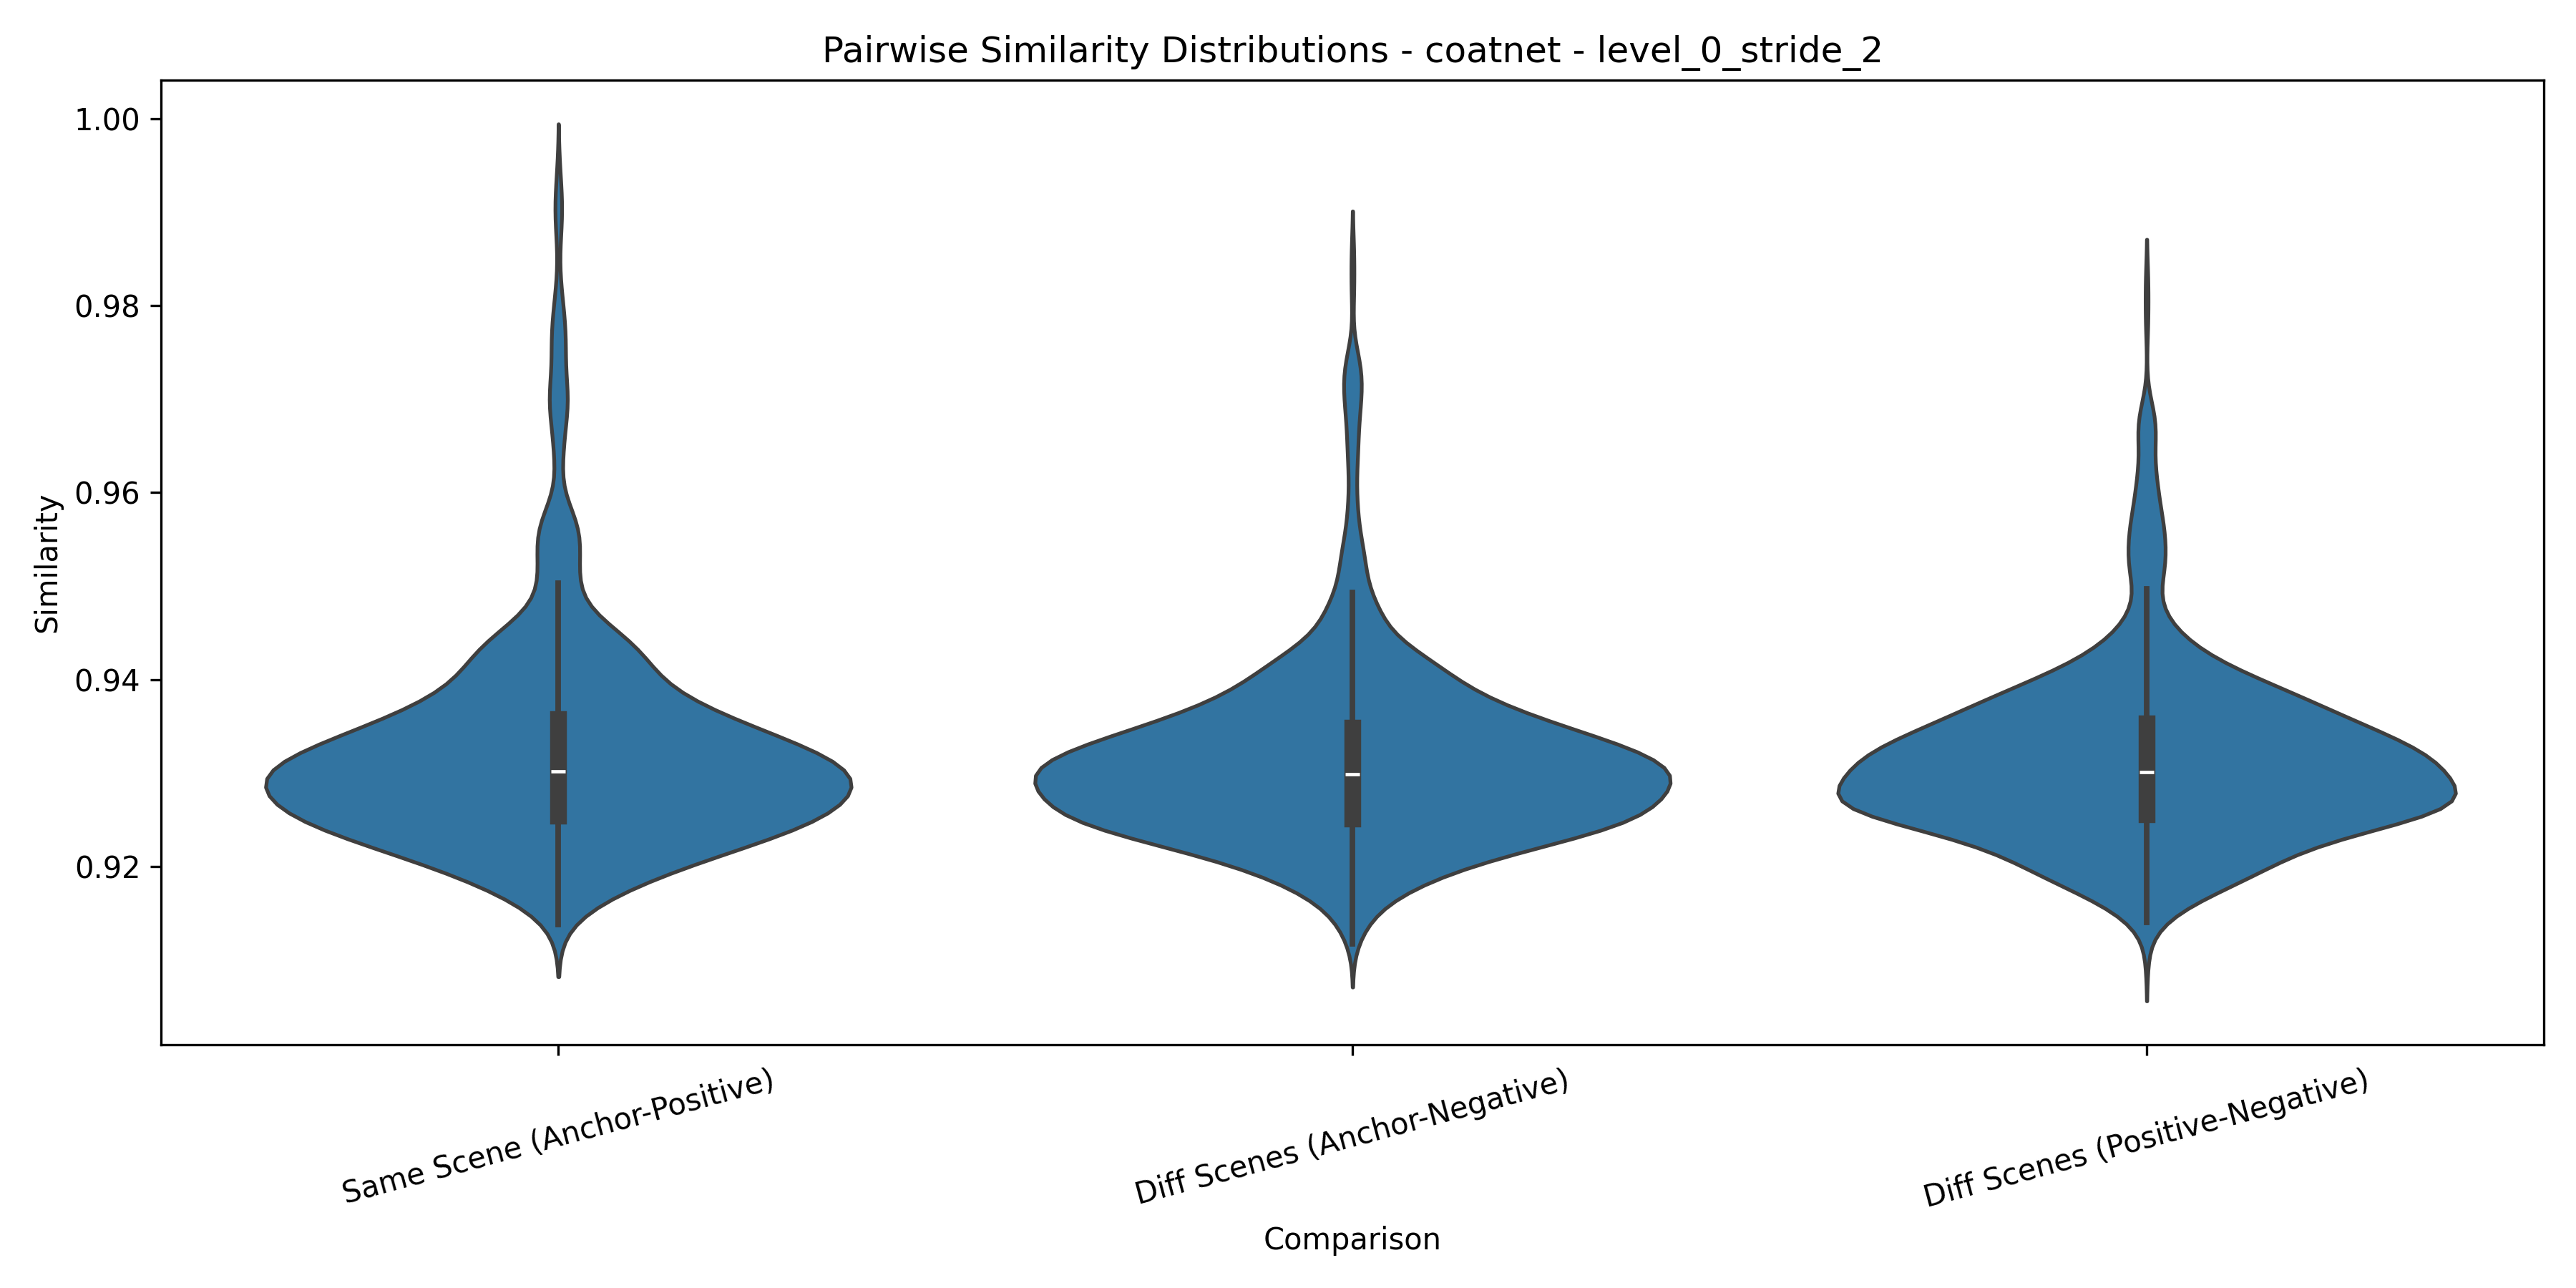 Pairwise Similarity Distributions - coatnet - level_0_stride_2
Similarity
1.00
0.98
0.96
0.94
0.92
Same Scene (Anchor-Positive)
Diff Scenes (Anchor-Negative)
Diff Scenes (Positive-Negative)
Comparison